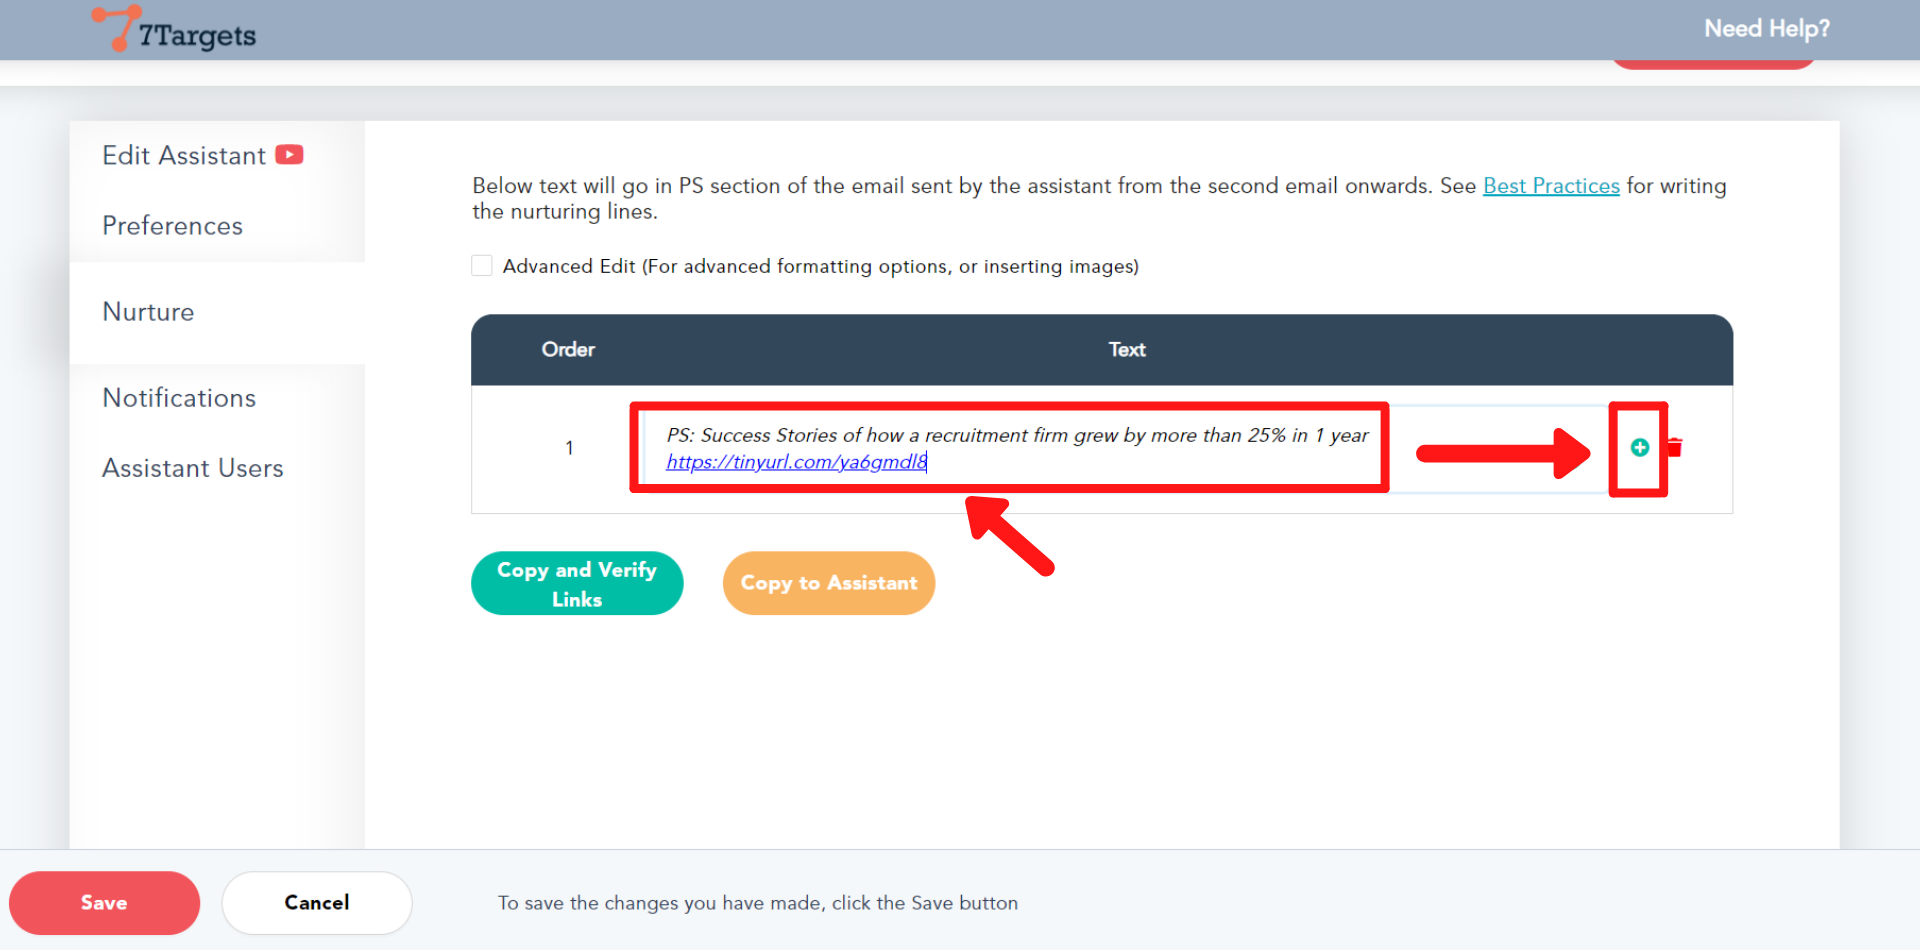 7Targets
Need Help?
Edit Assistant
Preferences
Nurture
Notifications
Assistant Users
Below text will go in PS section of the email sent by the assistant from the second email onwards. See Best Practices for writing
the nurturing lines.
Advanced Edit (For advanced formatting options, or inserting images)
Order Text
1
PS: Success Stories of how a recruitment firm grew by more than 25% in 1 year
https://tinyurl.com/ya6gmdl8
Copy and Verify
Links
Copy to Assistant
Save
Cancel
To save the changes you have made, click the Save button